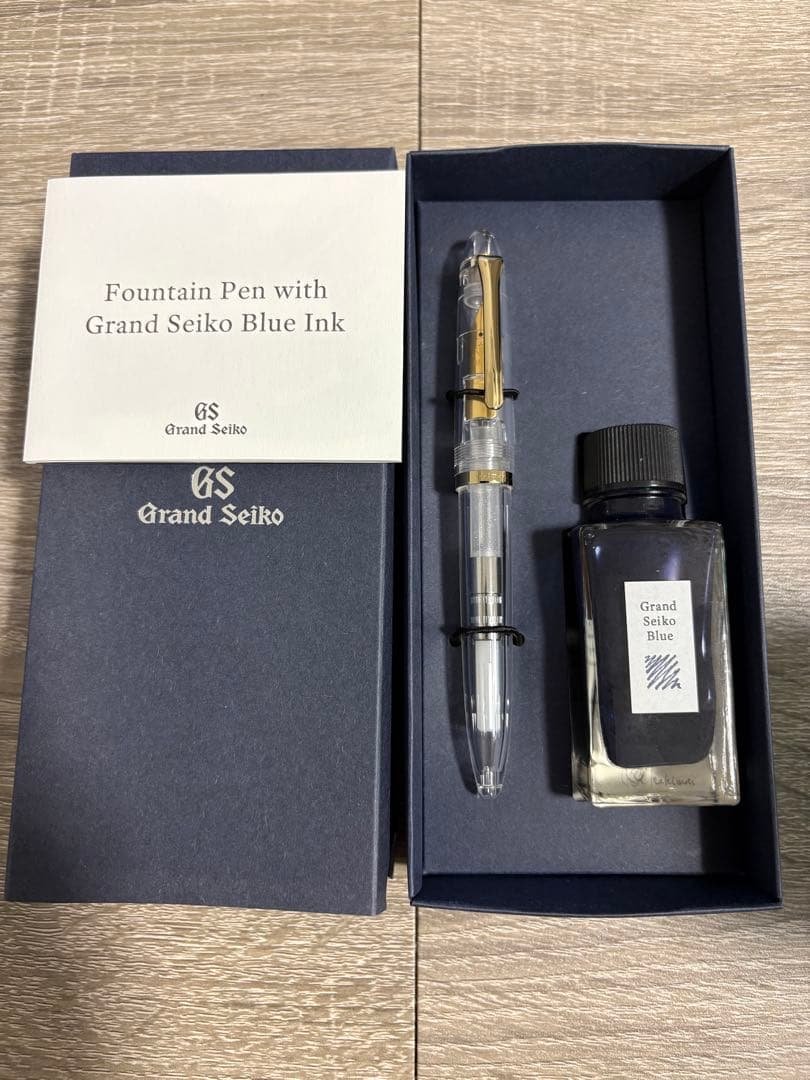 Fountain Pen with
Grand Seiko Blue Ink
GS
Grand Seiko
GS
Grand Seiko
Grand
Seiko
Blue